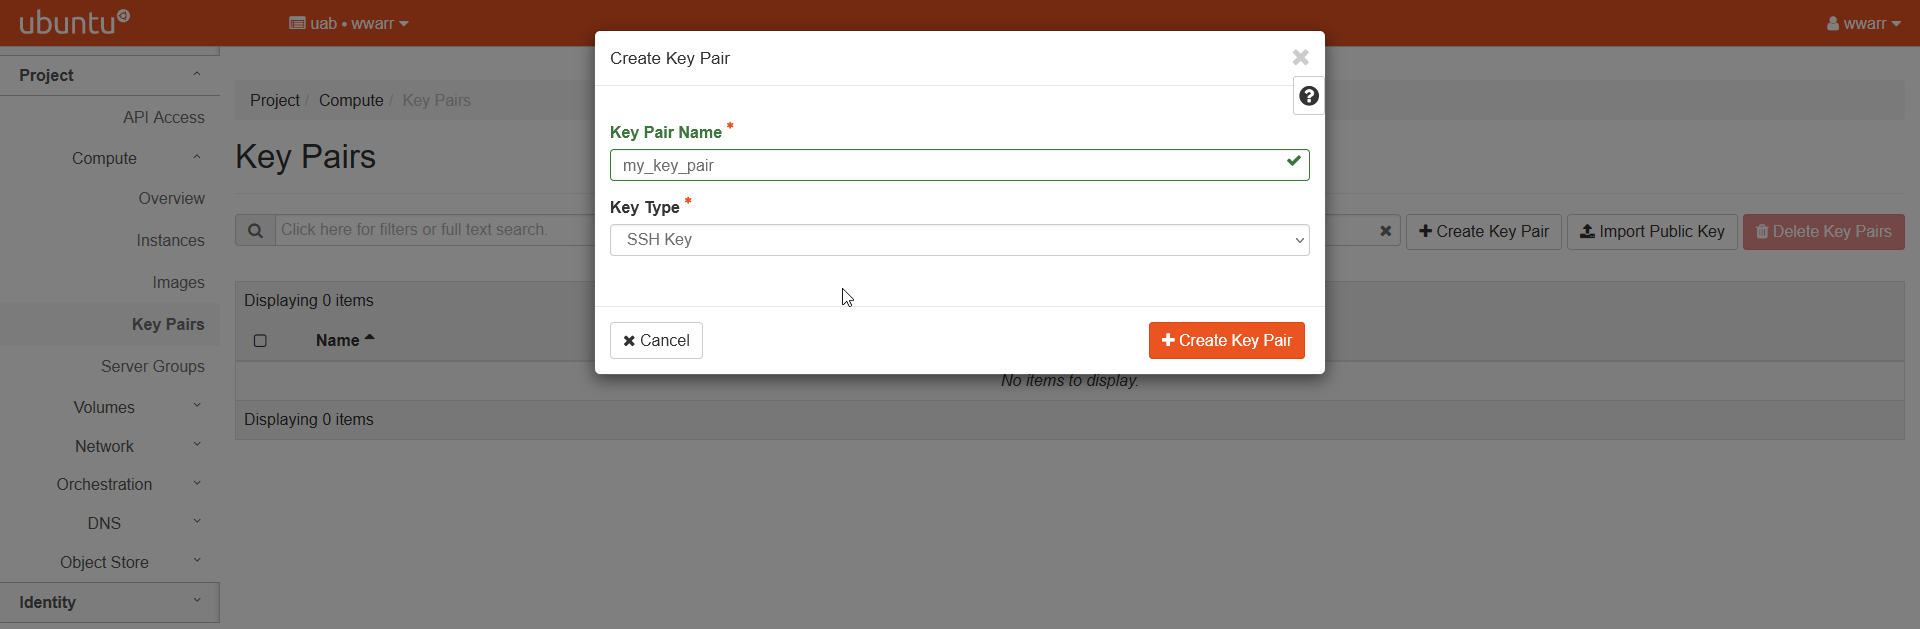 ubuntu
uab • wwarr
wwarr
Project
API Access
Compute
Overview
Instances
Images
Key Pairs
Server Groups
Volumes
Network
Orchestration
DNS
Object Store
Identity
Project / Compute / Key Pairs
Key Pairs
Click here for filters or full text search.
Create Key Pair
Import Public Key
Delete Key Pairs
Displaying 0 items
Name
No items to display.
Displaying 0 items
Create Key Pair
Key Pair Name *
my_key_pair
Key Type *
SSH Key
Cancel
Create Key Pair